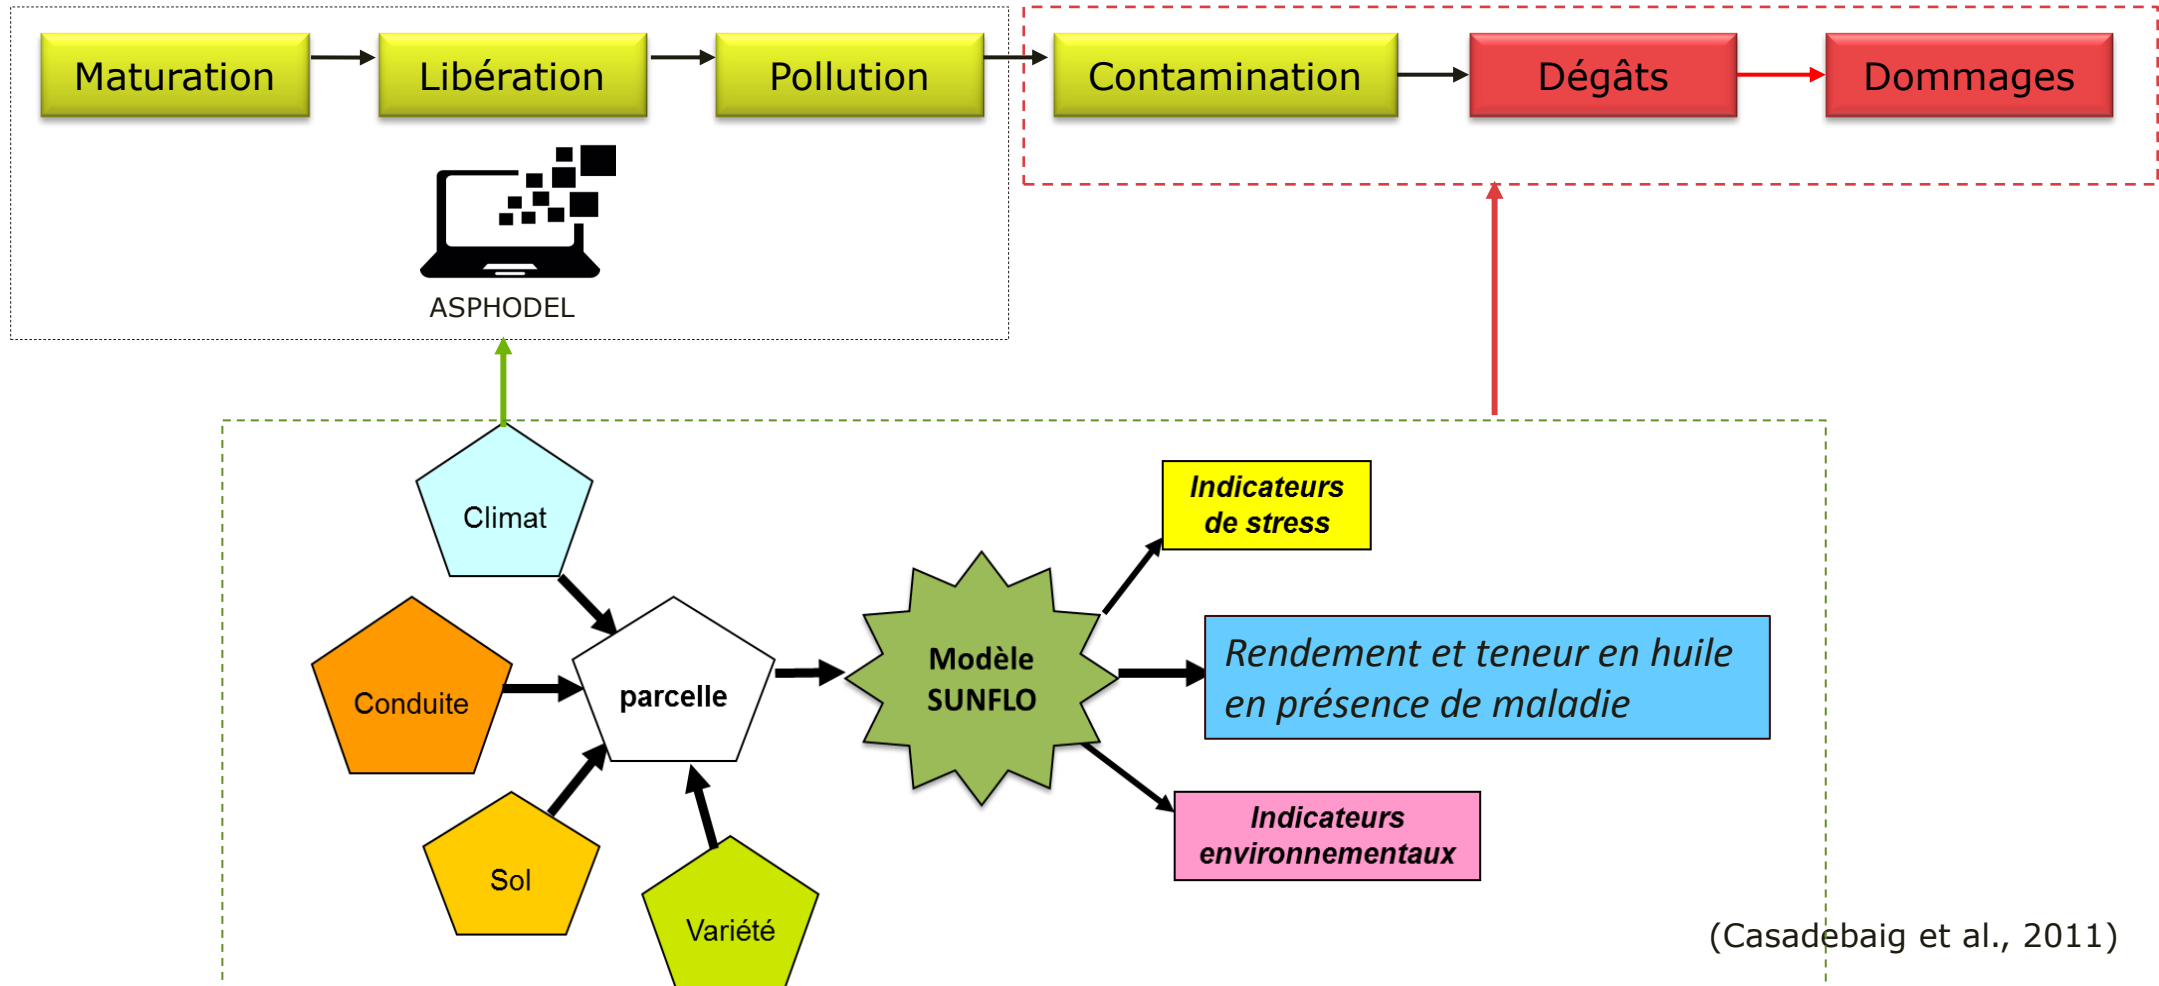 Maturation
Libération
Pollution
Contamination
Dégâts
Dommages
ASPHODEL
Climat
Conduite
Sol
Variété
parcelle
Modèle
SUNFLO
Indicateurs
de stress
Rendement et teneur en huile
en présence de maladie
Indicateurs
environnementaux
(Casadebaig et al., 2011)